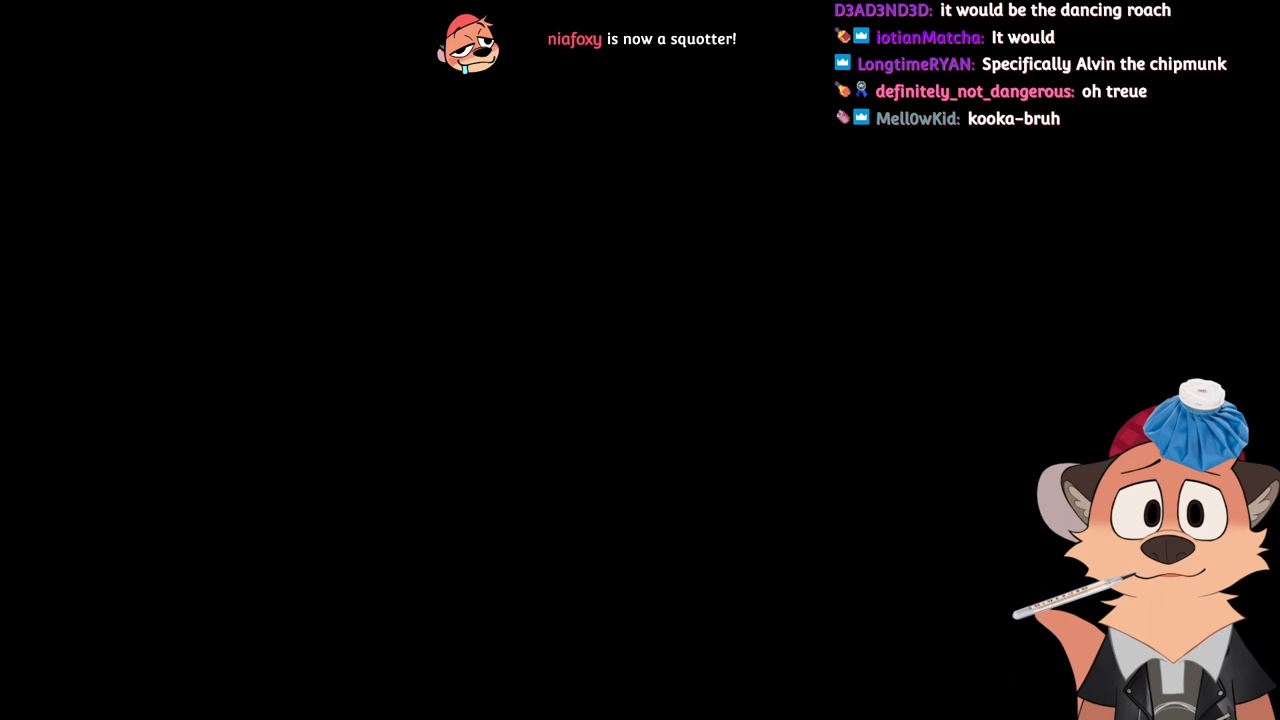 niafoxy is now a squotter!
D3AD3ND3D: it would be the dancing roach
iotianMatcha: It would
LongtimeRYAN: Specifically Alvin the chipmunk
definitely_not_dangerous: oh treue
Mell0wKid: kooka-bruh